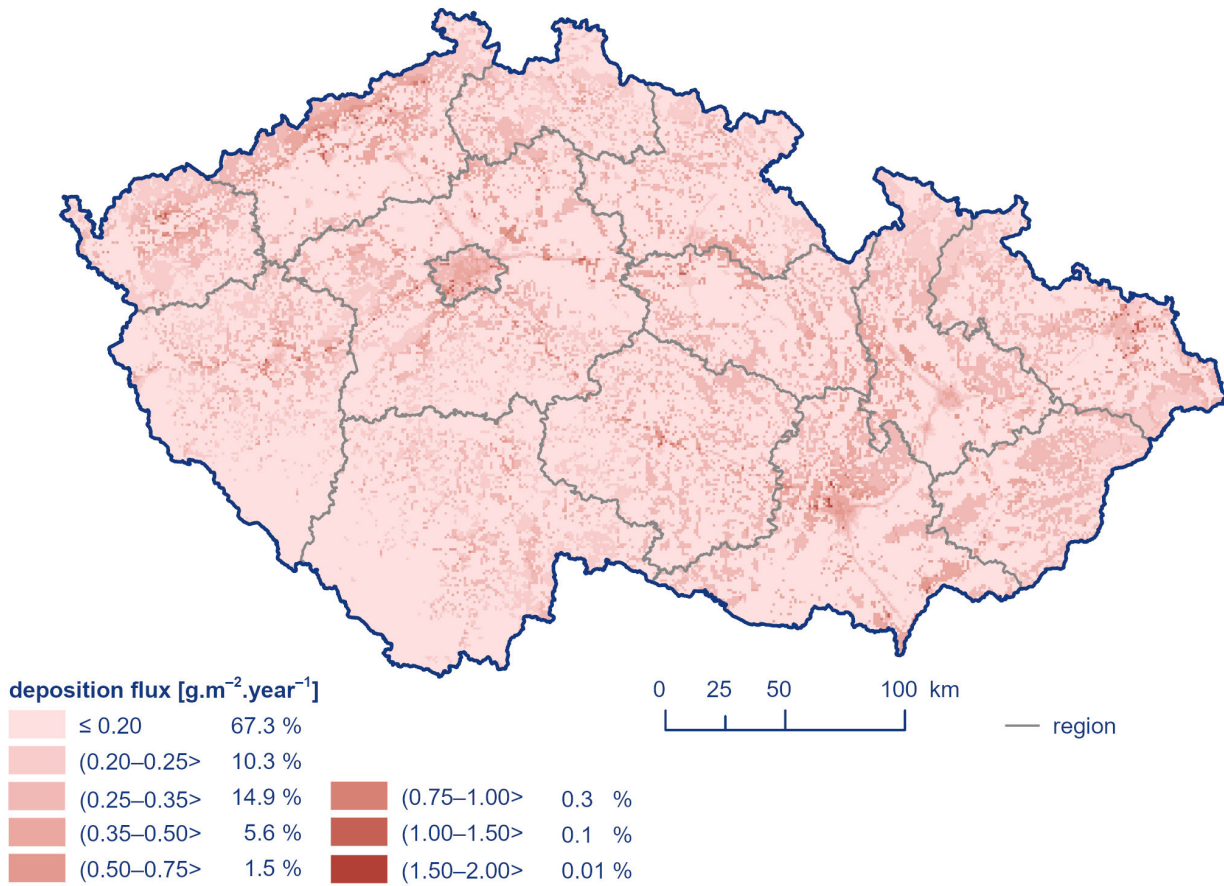 deposition flux [g.m⁻².year⁻¹]
≤ 0.20 67.3 %
(0.20–0.25> 10.3 %
(0.25–0.35> 14.9 %
(0.35–0.50> 5.6 %
(0.50–0.75> 1.5 %
(0.75–1.00> 0.3 %
(1.00–1.50> 0.1 %
(1.50–2.00> 0.01 %
0 25 50 100 km
region